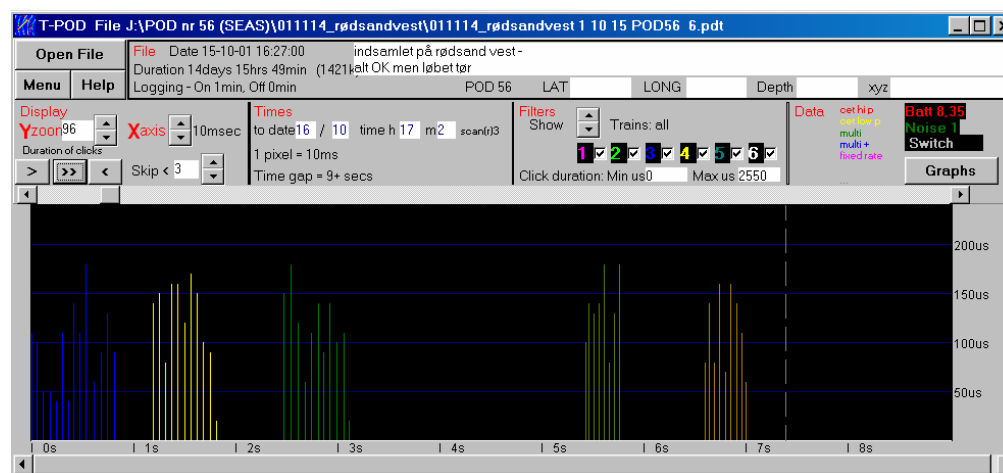 T-POD File J:\POD nr 56 (SEAS)\011114_rødsandvest\011114_rødsandvest 1 10 15 POD56 6.pdt
Open File
Menu Help
File Date 15-10-01 16:27:00
Duration 14days 15hrs 49min (1421k
Logging - On 1min, Off 0min
indsamlet på rødsand vest-
alt OK men løbet tør
POD 56 LAT LONG Depth xyz
Display
Yzoom 96
Duration of clicks
> >> <
Xaxis 10msec
Skip < 3
Times
to date 16 / 10 time h 17 m 2 scan(r)3
1 pixel = 10ms
Time gap = 9+ secs
Filters
Show Trains: all
1 2 3 4 5 6
Click duration: Min us 0 Max us 2550
Data
cet hi p
cet low p
multi
multi +
fixed rate
...
Batt 8,35
Noise 1
Switch
Graphs
200us
150us
100us
50us
0s 1s 2s 3s 4s 5s 6s 7s 8s